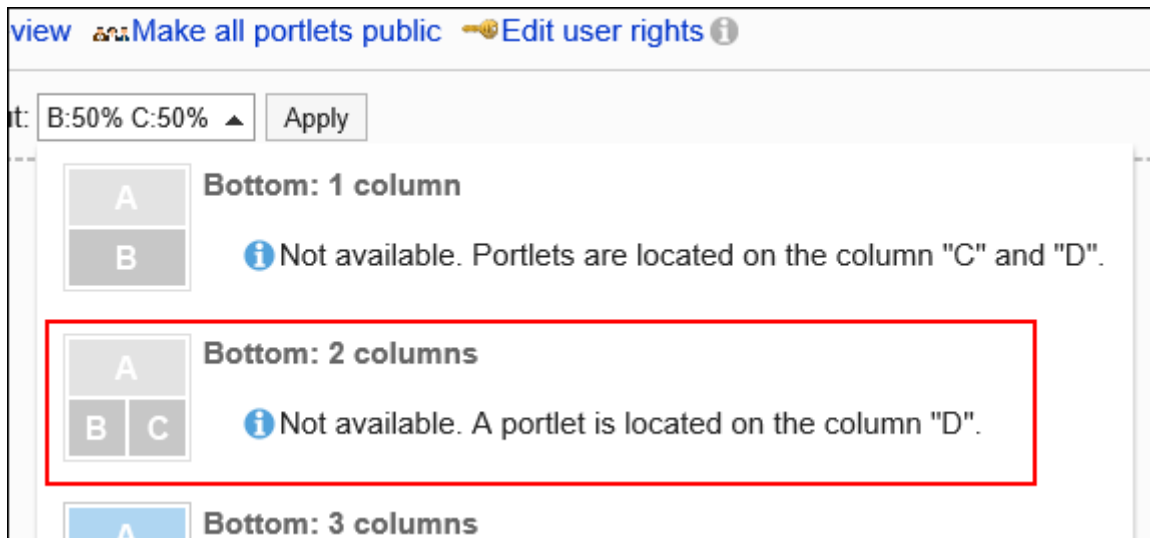 view Make all portlets public Edit user rights
ut: B:50% C:50% Apply
A
B
Bottom: 1 column
Not available. Portlets are located on the column "C" and "D".
A
B C
Bottom: 2 columns
Not available. A portlet is located on the column "D".
A
Bottom: 3 columns